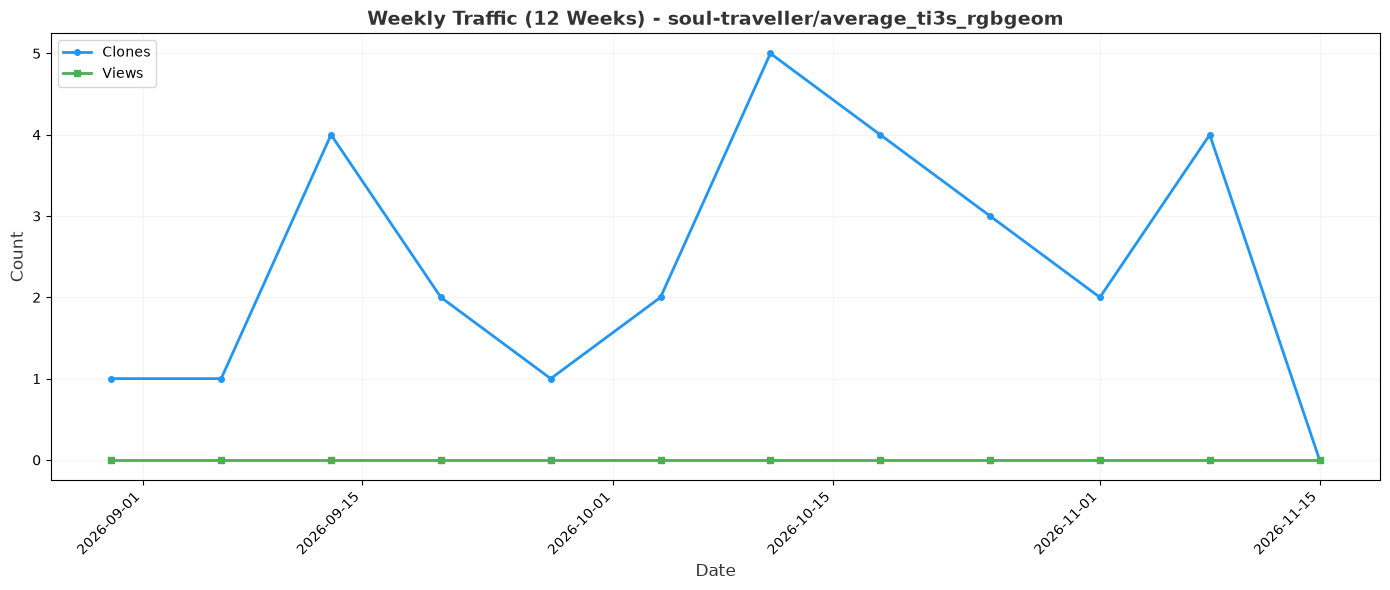 Weekly Traffic (12 Weeks) - soul-traveller/average_ti3s_rgbgeom
Clones
Views
5
4
3
2
1
0
Count
2026-09-01
2026-09-15
2026-10-01
2026-10-15
2026-11-01
2026-11-15
Date